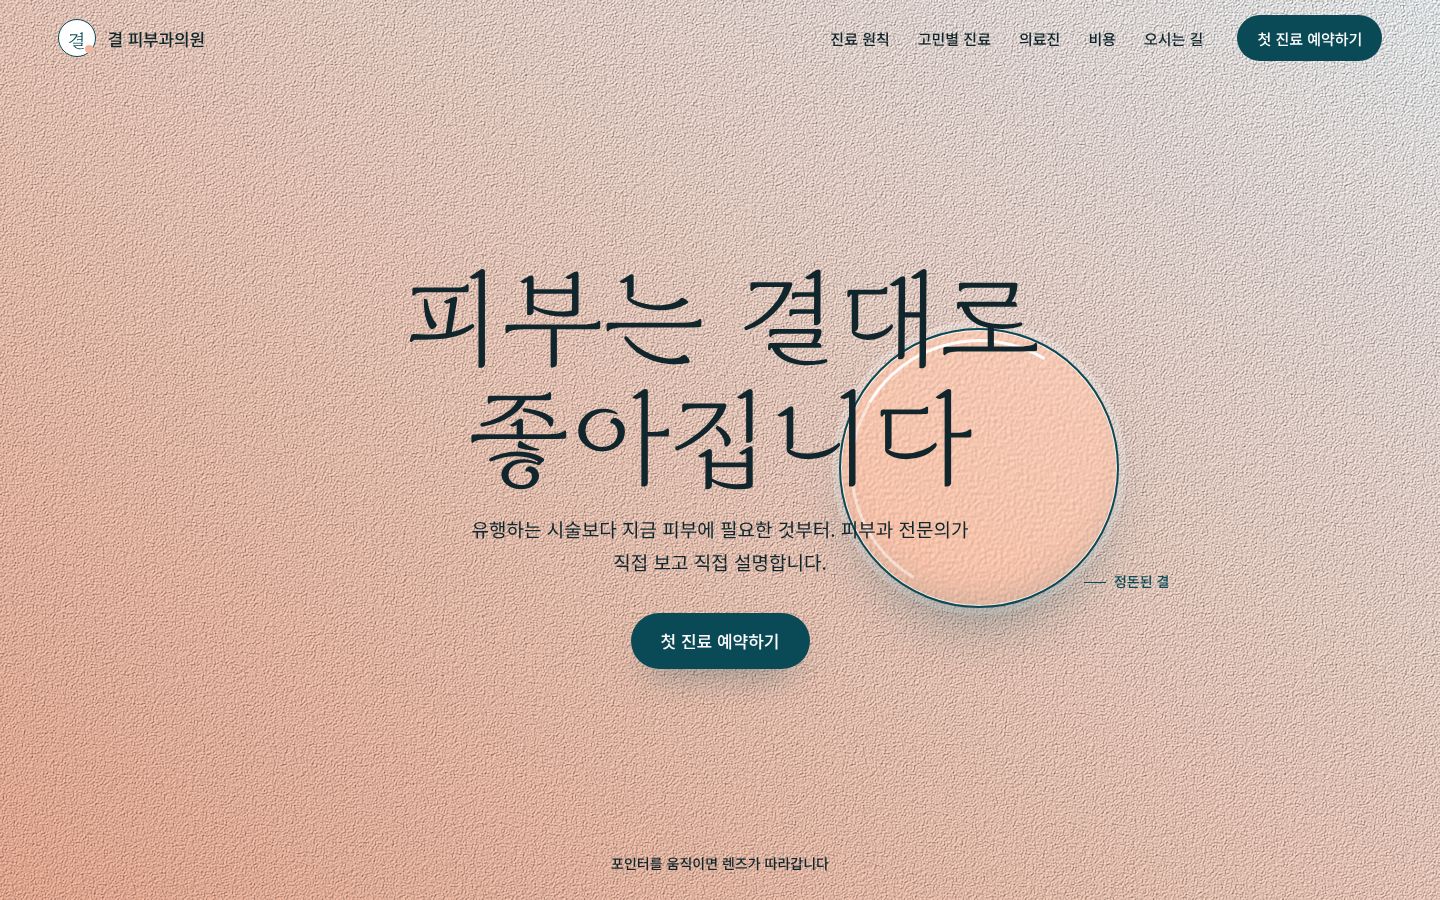 결 결 피부과의원
진료 원칙 고민별 진료 의료진 비용 오시는 길 첫 진료 예약하기
피부는 결대로
좋아집니다
유행하는 시술보다 지금 피부에 필요한 것부터. 피부과 전문의가
직접 보고 직접 설명합니다.
정돈된 결
첫 진료 예약하기
포인터를 움직이면 렌즈가 따라갑니다